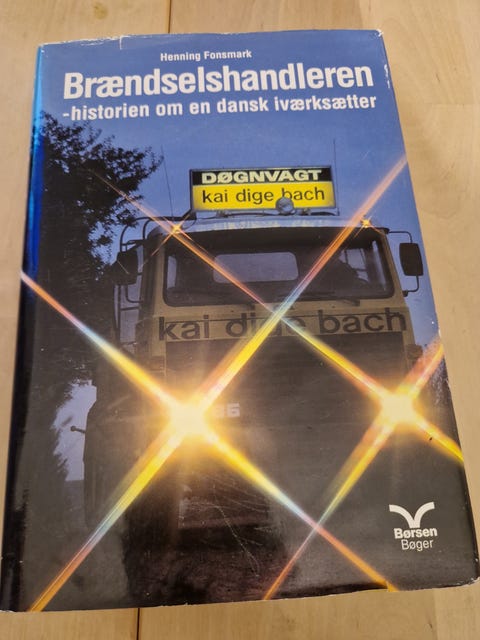 Henning Fonsmark
Brændselshandleren
-historien om en dansk iværksætter
DØGNVAGT
kai dige bach
kai dige bach
Børsen
Bøger